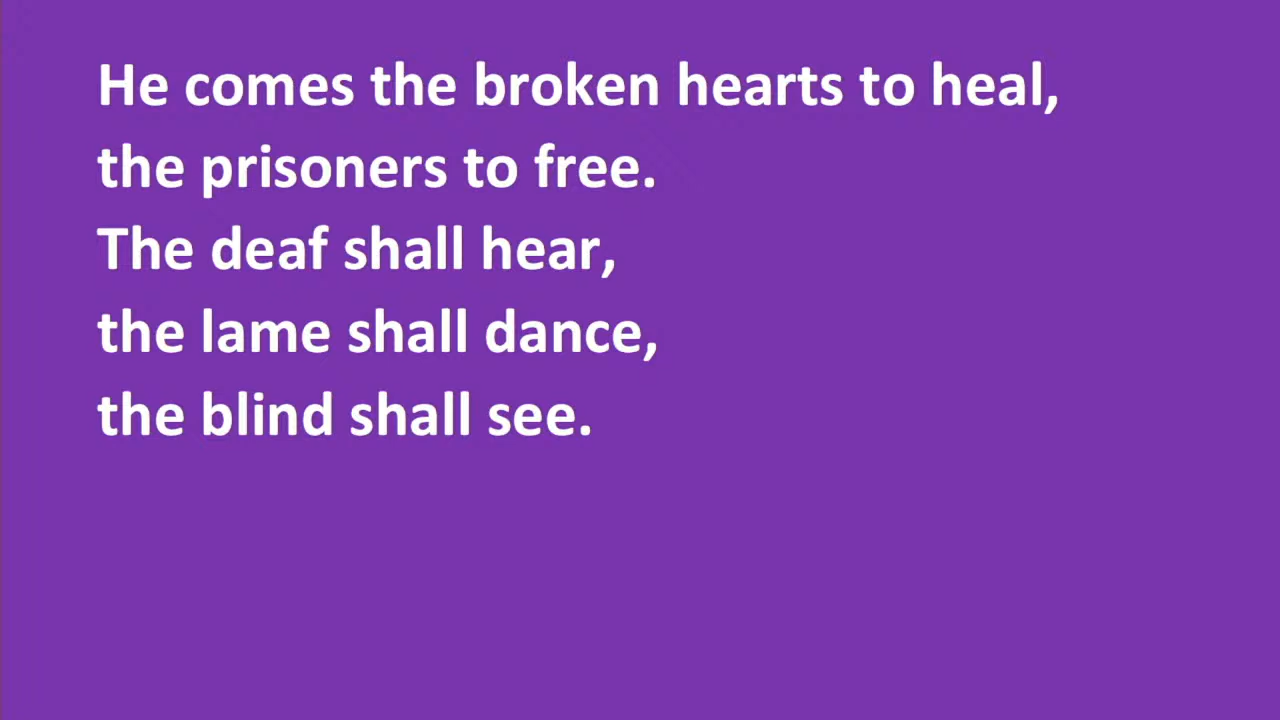 He comes the broken hearts to heal,
the prisoners to free.
The deaf shall hear,
the lame shall dance,
the blind shall see.